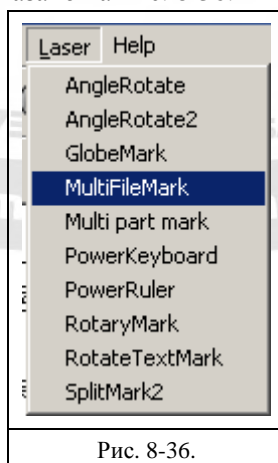 Laser Help
AngleRotate
AngleRotate2
GlobeMark
MultiFileMark
Multi part mark
PowerKeyboard
PowerRuler
RotaryMark
RotateTextMark
SplitMark2
Рис. 8-36.